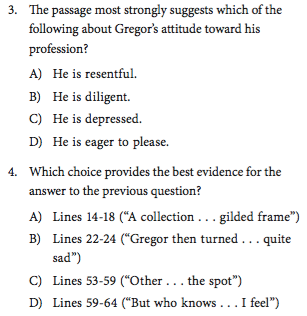 3. The passage most strongly suggests which of the
following about Gregor's attitude toward his
profession?
A) He is resentful.
B) He is diligent.
C) He is depressed.
D) He is eager to please.
4. Which choice provides the best evidence for the
answer to the previous question?
A) Lines 14-18 (“A collection . . . gilded frame”)
B) Lines 22-24 (“Gregor then turned . . . quite
sad”)
C) Lines 53-59 (“Other . . . the spot”)
D) Lines 59-64 (“But who knows . . . I feel”)